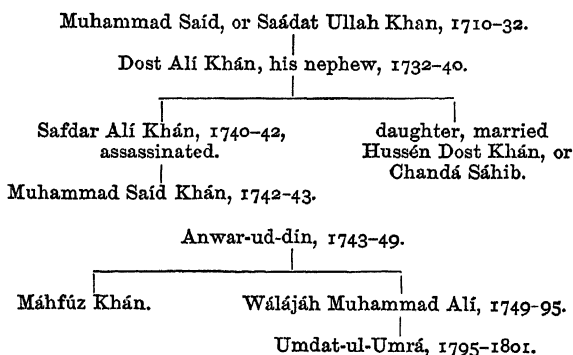 Muhammad Saíd, or Saádat Ullah Khan, 1710–32.
Dost Alí Khán, his nephew, 1732–40.
Safdar Alí Khán, 1740–42,
assassinated.
daughter, married
Hussén Dost Khán, or
Chandá Sáhib.
Muhammad Saíd Khán, 1742–43.
Anwar-ud-dín, 1743–49.
Máhfúz Khán.
Wálájáh Muhammad Alí, 1749–95.
Umdat-ul-Umrá, 1795–1801.